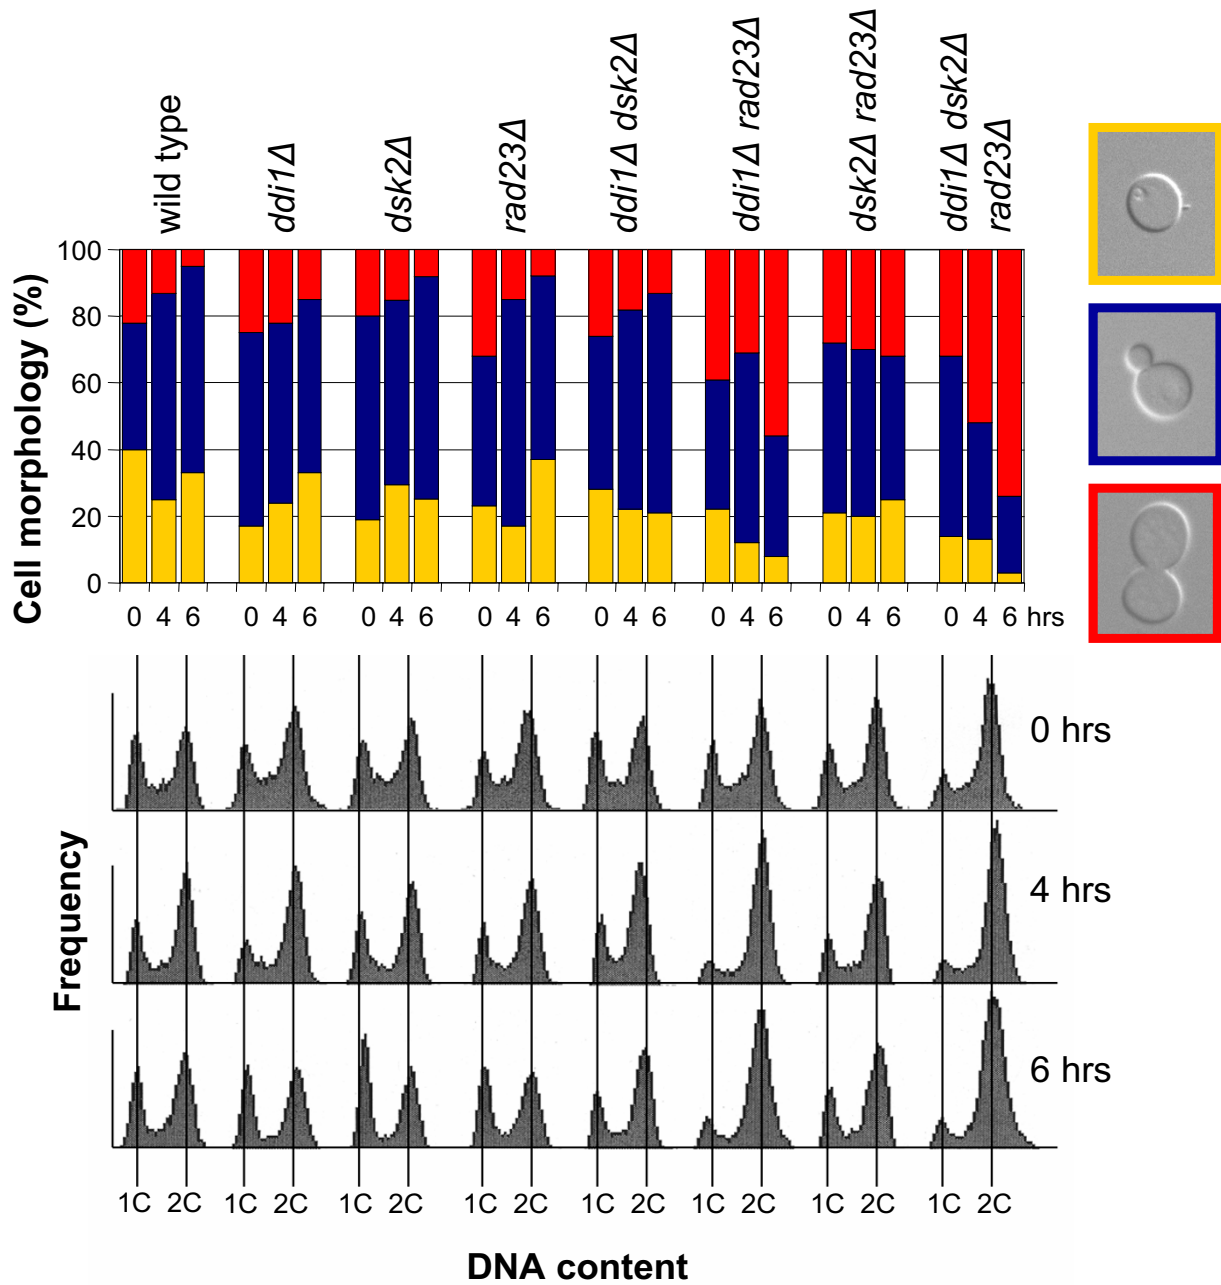 wild type
ddi1Δ
dsk2Δ
rad23Δ
ddi1Δ dsk2Δ
ddi1Δ rad23Δ
dsk2Δ rad23Δ
ddi1Δ dsk2Δ
rad23Δ
Cell morphology (%)
100
80
60
40
20
0
0 4 6 0 4 6 0 4 6 0 4 6 0 4 6 0 4 6 0 4 6 0 4 6 hrs
0 hrs
4 hrs
6 hrs
Frequency
1C 2C 1C 2C 1C 2C 1C 2C 1C 2C 1C 2C 1C 2C 1C 2C
DNA content